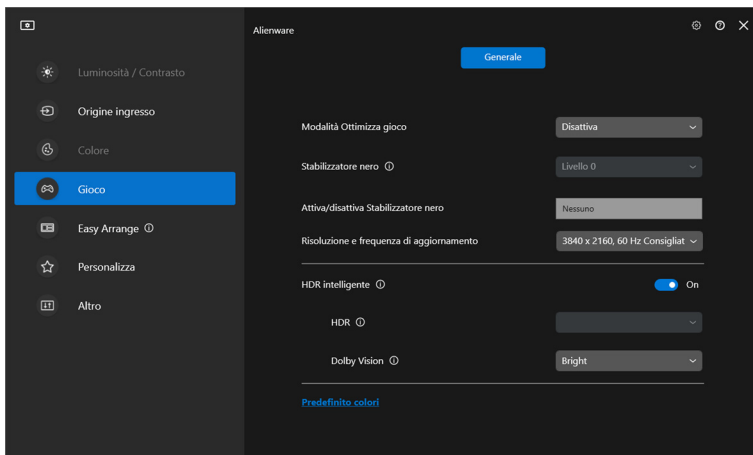 Alienware
Generale
Luminosità / Contrasto
Origine ingresso
Colore
Gioco
Easy Arrange
Personalizza
Altro
Modalità Ottimizza gioco
Disattiva
Stabilizzatore nero
Livello 0
Attiva/disattiva Stabilizzatore nero
Nessuno
Risoluzione e frequenza di aggiornamento
3840 x 2160, 60 Hz Consigliat
HDR intelligente
On
HDR
Dolby Vision
Bright
Predefinito colori